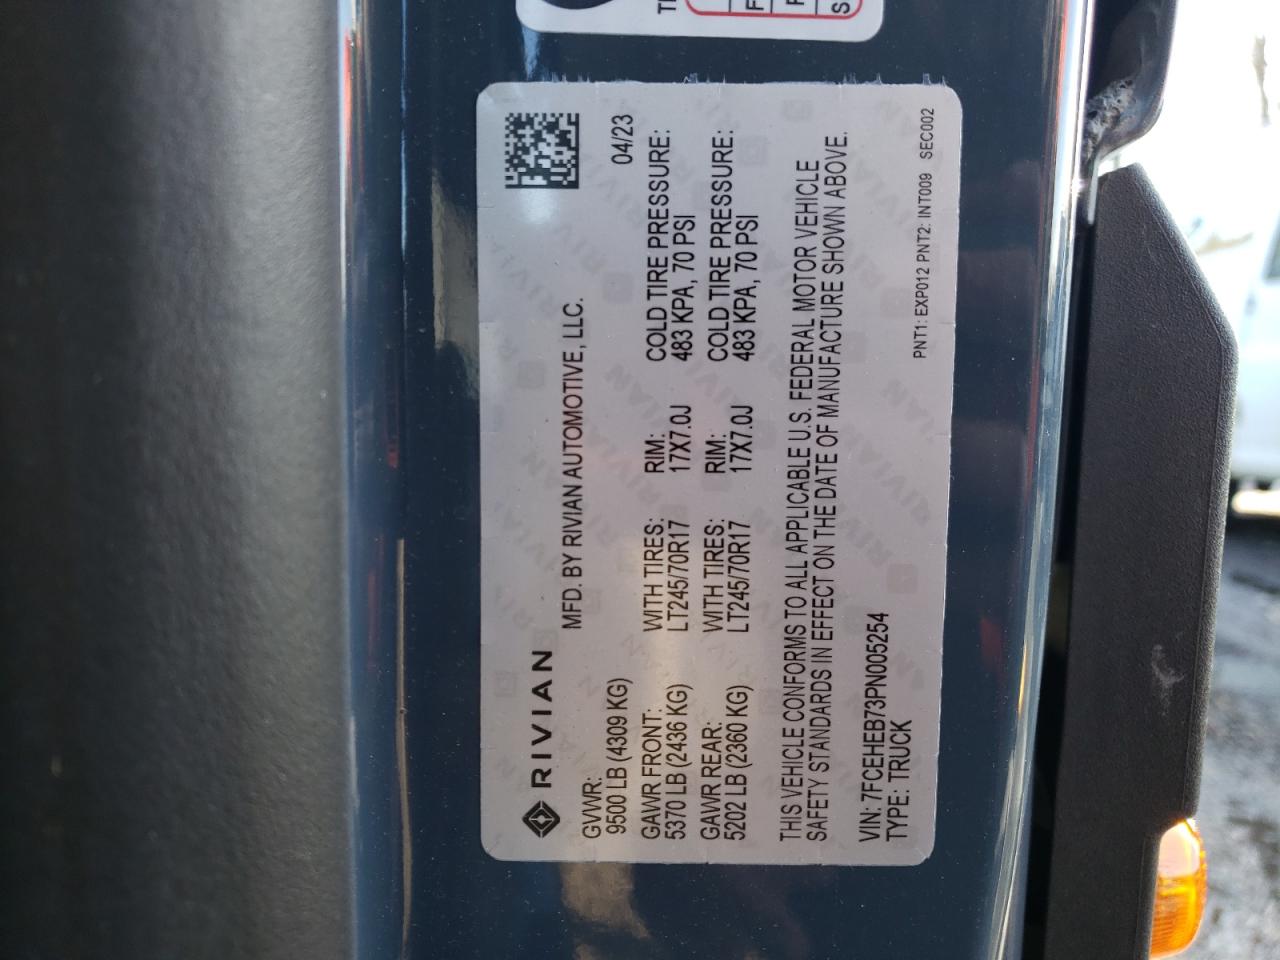 RIVIAN
MFD. BY RIVIAN AUTOMOTIVE, LLC.
04/23
GVWR:
9500 LB (4309 KG)
GAWR FRONT: WITH TIRES: RIM: COLD TIRE PRESSURE:
5370 LB (2436 KG) LT245/70R17 17X7.0J 483 KPA, 70 PSI
GAWR REAR: WITH TIRES: RIM: COLD TIRE PRESSURE:
5202 LB (2360 KG) LT245/70R17 17X7.0J 483 KPA, 70 PSI
THIS VEHICLE CONFORMS TO ALL APPLICABLE U.S. FEDERAL MOTOR VEHICLE
SAFETY STANDARDS IN EFFECT ON THE DATE OF MANUFACTURE SHOWN ABOVE.
VIN: 7FCEHEB73PN005254
TYPE: TRUCK
PNT1: EXP012 PNT2: INT009 SEC002